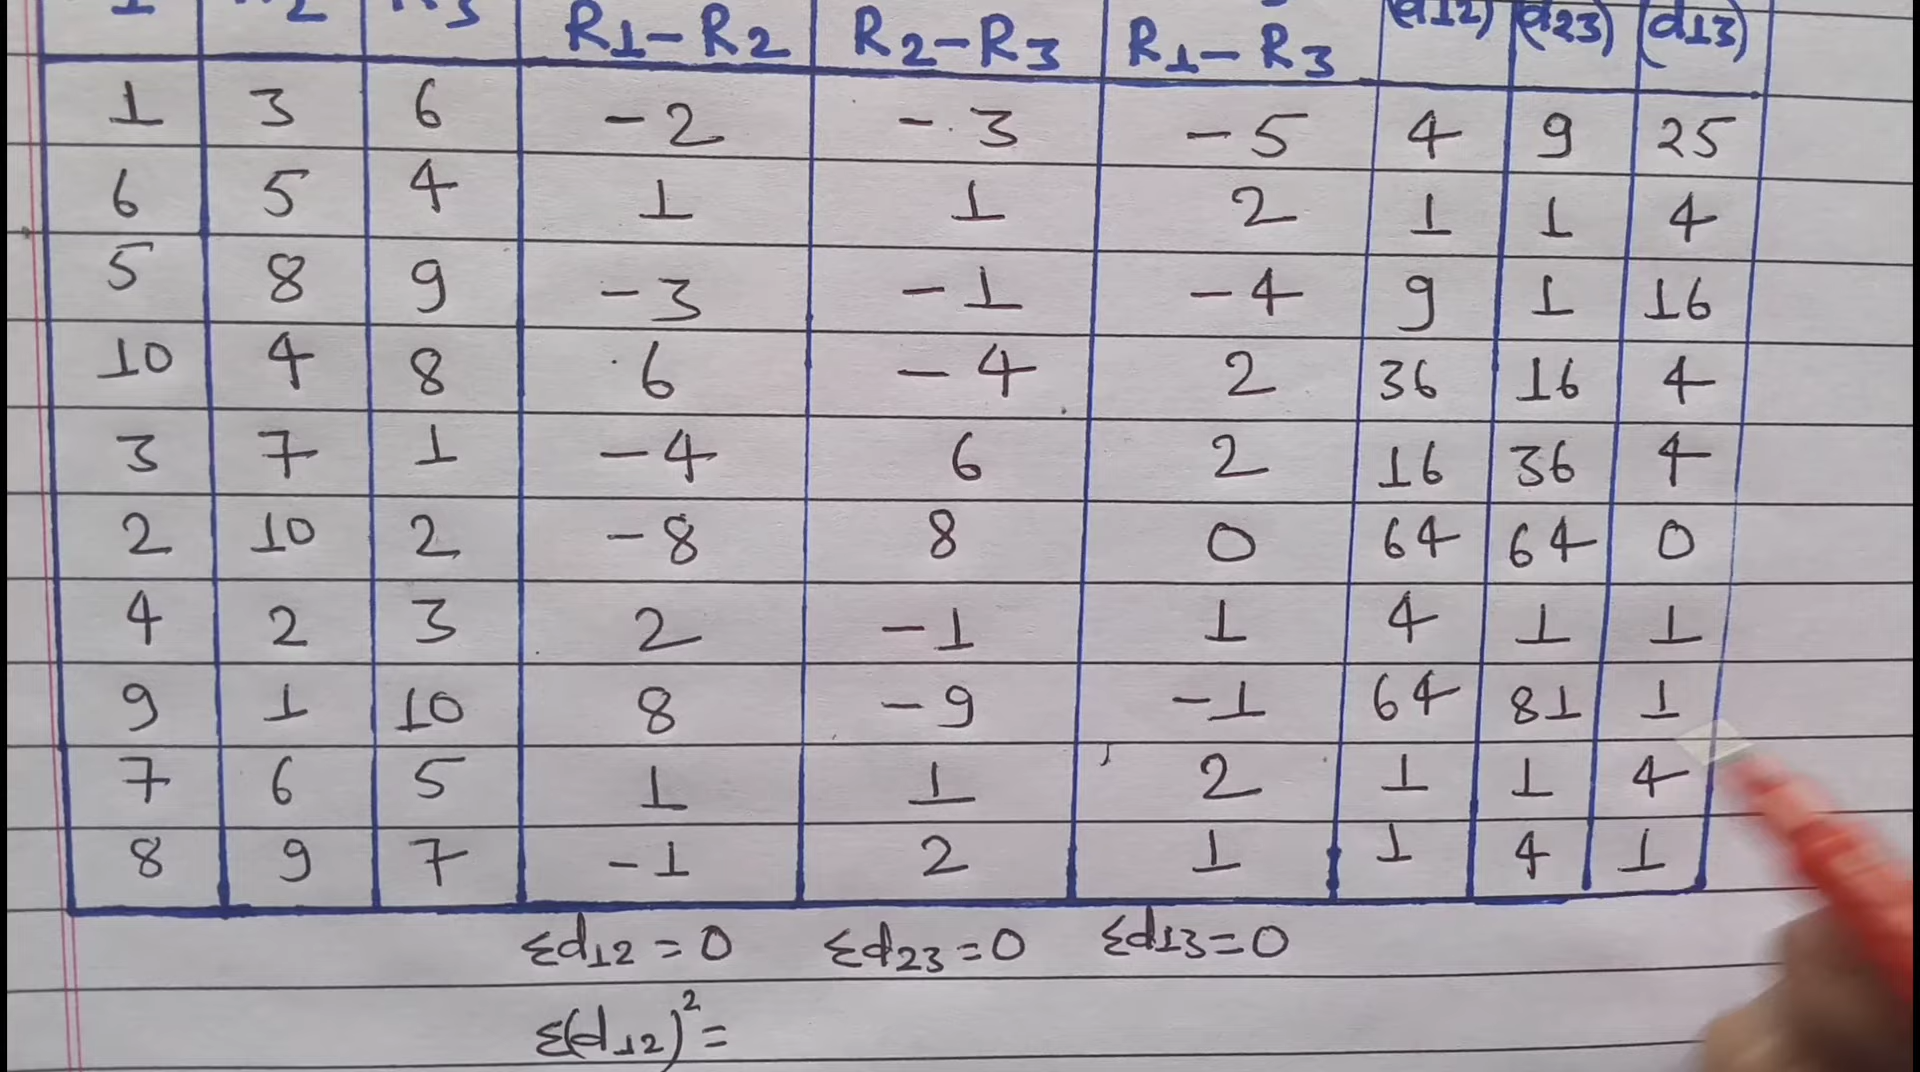 R1-R2 R2-R3 R1-R3 (d12) (d23) (d13)
1 3 6 -2 -3 -5 4 9 25
6 5 4 1 1 2 1 1 4
5 8 9 -3 -1 -4 9 1 16
10 4 8 6 -4 2 36 16 4
3 7 1 -4 6 2 16 36 4
2 10 2 -8 8 0 64 64 0
4 2 3 2 -1 1 4 1 1
9 1 10 8 -9 -1 64 81 1
7 6 5 1 1 2 1 1 4
8 9 7 -1 2 1 1 4 1
Σd12=0 Σd23=0 Σd13=0
Σ(d12)²=